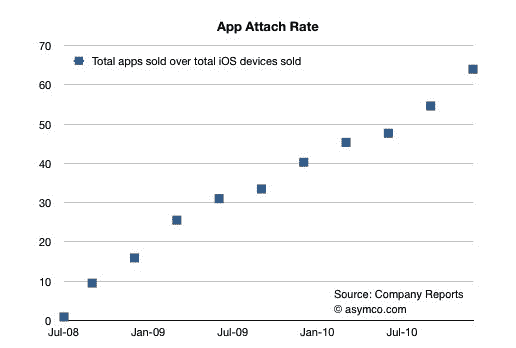 App Attach Rate
70
Total apps sold over total iOS devices sold
60
50
40
30
20
10
Source: Company Reports
© asymco.com
0
Jul-08 Jan-09 Jul-09 Jan-10 Jul-10